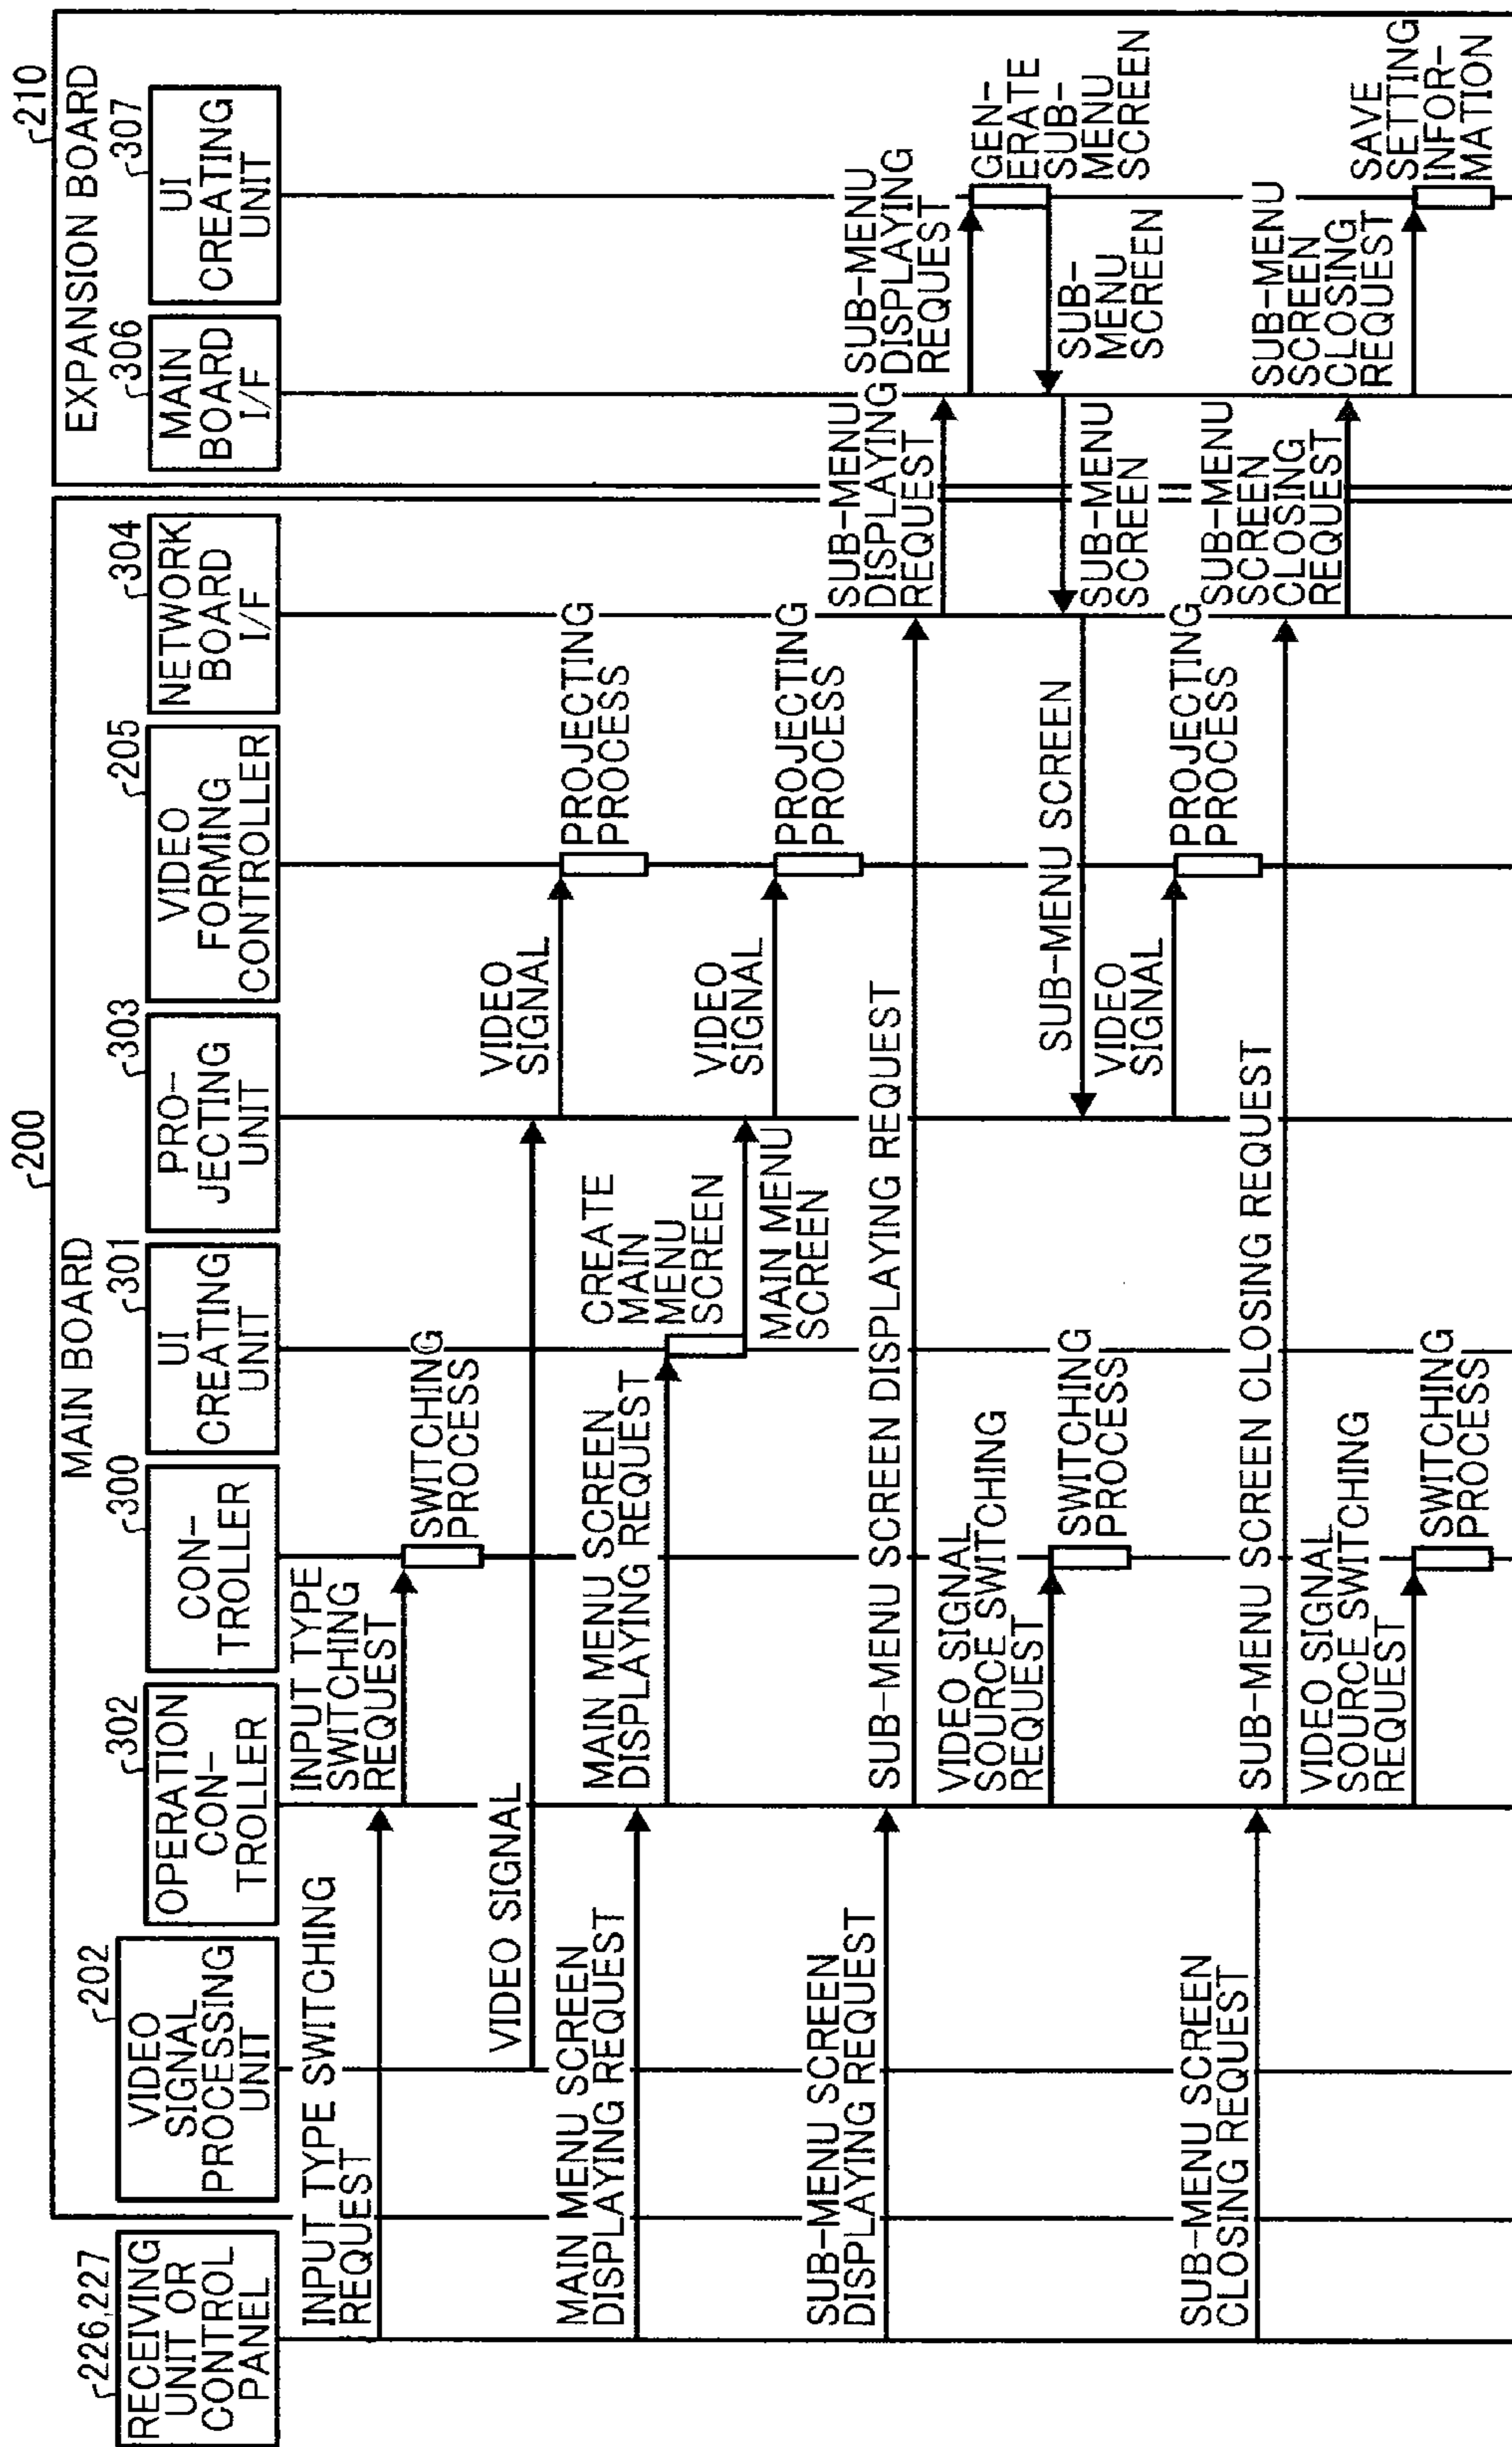 226,227
RECEIVING
UNIT OR
CONTROL
PANEL
200
MAIN BOARD
202
VIDEO
SIGNAL
PROCESSING
UNIT
302
OPERATION
CON-
TROLLER
300
CON-
TROLLER
301
UI
CREATING
UNIT
303
PRO-
JECTING
UNIT
205
VIDEO
FORMING
CONTROLLER
304
NETWORK
BOARD
I/F
210
EXPANSION BOARD
306
MAIN
BOARD
I/F
307
UI
CREATING
UNIT
INPUT TYPE SWITCHING
REQUEST
INPUT TYPE
SWITCHING
REQUEST
SWITCHING
PROCESS
VIDEO SIGNAL
VIDEO
SIGNAL
PROJECTING
PROCESS
MAIN MENU SCREEN
DISPLAYING REQUEST
MAIN MENU SCREEN
DISPLAYING REQUEST
CREATE
MAIN
MENU
SCREEN
MAIN MENU
SCREEN
VIDEO
SIGNAL
PROJECTING
PROCESS
SUB-MENU SCREEN
DISPLAYING REQUEST
SUB-MENU SCREEN DISPLAYING REQUEST
SUB-MENU
DISPLAYING
REQUEST
SUB-MENU
DISPLAYING
REQUEST
GEN-
ERATE
SUB-
MENU
SCREEN
SUB-
MENU
SCREEN
SUB-MENU
SCREEN
SUB-MENU SCREEN
VIDEO SIGNAL
SOURCE SWITCHING
REQUEST
SWITCHING
PROCESS
VIDEO
SIGNAL
PROJECTING
PROCESS
SUB-MENU SCREEN
CLOSING REQUEST
SUB-MENU SCREEN CLOSING REQUEST
SUB-MENU
SCREEN
CLOSING
REQUEST
SUB-MENU
SCREEN
CLOSING
REQUEST
SAVE
SETTING
INFOR-
MATION
VIDEO SIGNAL
SOURCE SWITCHING
REQUEST
SWITCHING
PROCESS